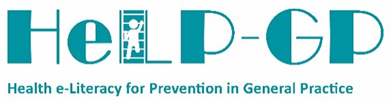 HeLP-GP
Health e-Literacy for Prevention in General Practice